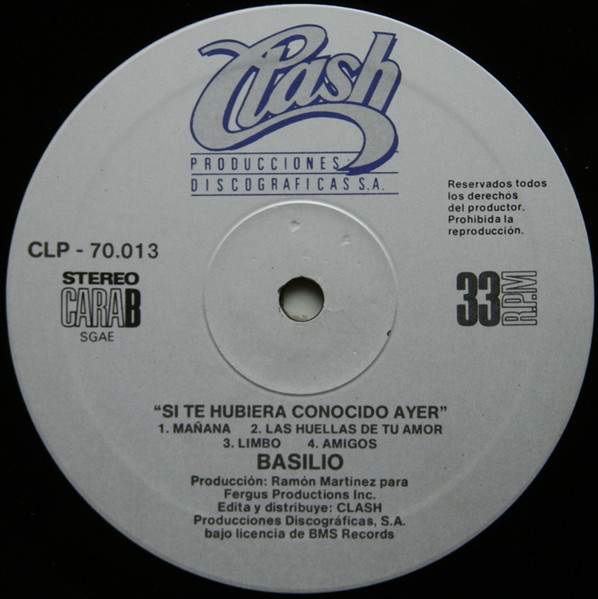 Clash
PRODUCCIONES
DISCOGRAFICAS S.A.
Reservados todos
los derechos
del productor.
Prohibida la
reproducción.
CLP - 70.013
STEREO
CARA B
SGAE
33 R.P.M
"SI TE HUBIERA CONOCIDO AYER"
1. MAÑANA 2. LAS HUELLAS DE TU AMOR
3. LIMBO 4. AMIGOS
BASILIO
Producción: Ramón Martínez para
Fergus Productions Inc.
Edita y distribuye: CLASH
Producciones Discográficas, S.A.
bajo licencia de BMS Records